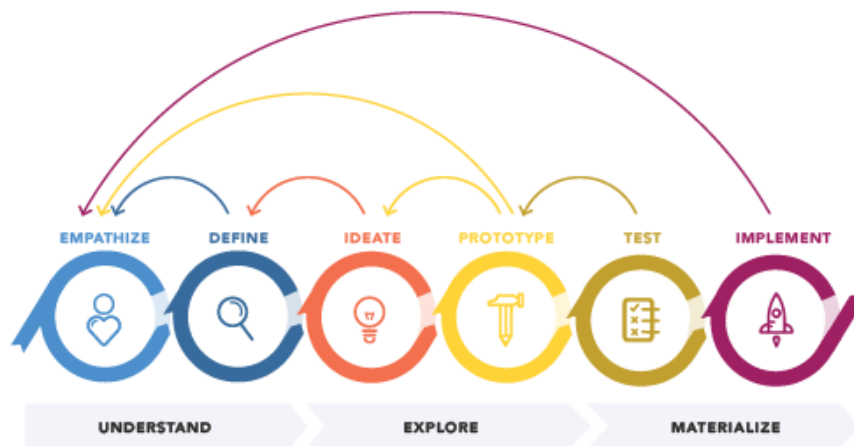 EMPATHIZE
DEFINE
IDEATE
PROTOTYPE
TEST
IMPLEMENT
UNDERSTAND
EXPLORE
MATERIALIZE